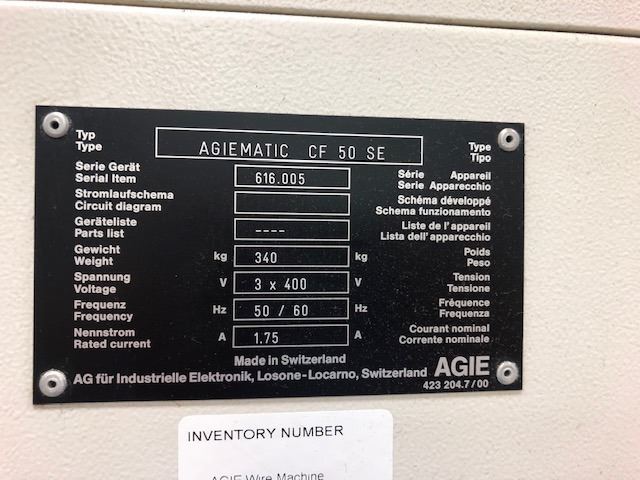 Typ
Type
AGIEMATIC CF 50 SE
Type
Tipo
Serie Gerät
Serial Item
616.005
Série Appareil
Serie Apparecchio
Stromlaufschema
Circuit diagram
Schéma développé
Schema funzionamento
Geräteliste
Parts list
----
Liste de l'appareil
Lista dell'apparecchio
Gewicht
Weight
kg 340 kg
Poids
Peso
Spannung
Voltage
V 3 x 400 V
Tension
Tensione
Frequenz
Frequency
Hz 50 / 60 Hz
Fréquence
Frequenza
Nennstrom
Rated current
A 1.75 A
Courant nominal
Corrente nominale
Made in Switzerland
AG für Industrielle Elektronik, Losone-Locarno, Switzerland AGIE
423 204.7/00
INVENTORY NUMBER
AGIE Wire Machine